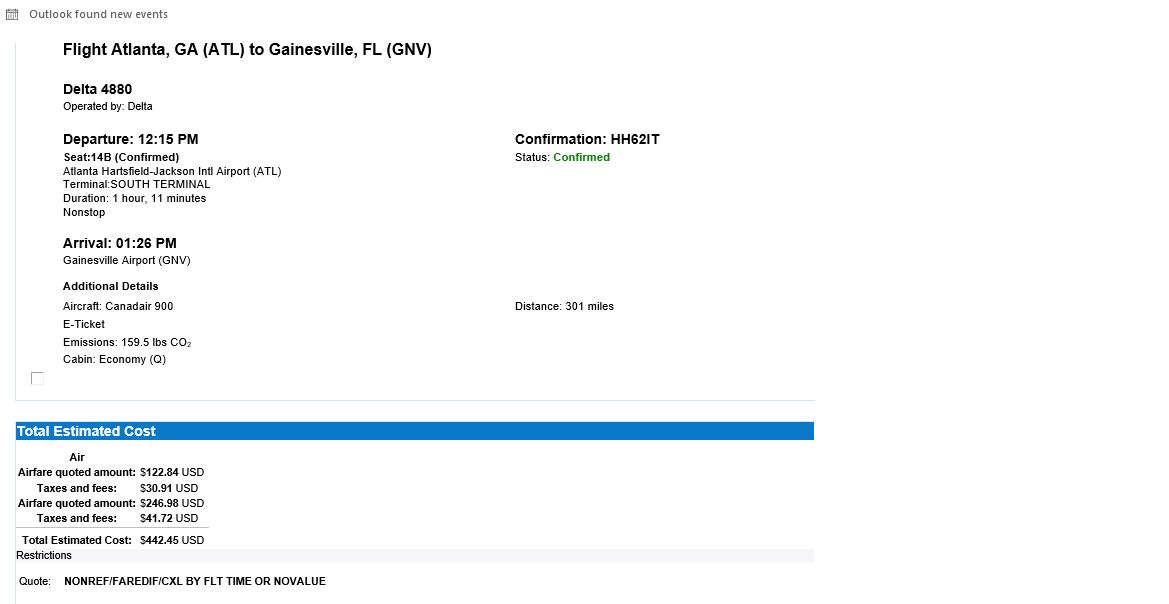 Outlook found new events
Flight Atlanta, GA (ATL) to Gainesville, FL (GNV)
Delta 4880
Operated by: Delta
Departure: 12:15 PM
Confirmation: HH62IT
Seat:14B (Confirmed)
Status: Confirmed
Atlanta Hartsfield-Jackson Intl Airport (ATL)
Terminal:SOUTH TERMINAL
Duration: 1 hour, 11 minutes
Nonstop
Arrival: 01:26 PM
Gainesville Airport (GNV)
Additional Details
Aircraft: Canadair 900
Distance: 301 miles
E-Ticket
Emissions: 159.5 lbs CO₂
Cabin: Economy (Q)
Total Estimated Cost
Air
Airfare quoted amount: $122.84 USD
Taxes and fees: $30.91 USD
Airfare quoted amount: $246.98 USD
Taxes and fees: $41.72 USD
Total Estimated Cost: $442.45 USD
Restrictions
Quote: NONREF/FAREDIF/CXL BY FLT TIME OR NOVALUE